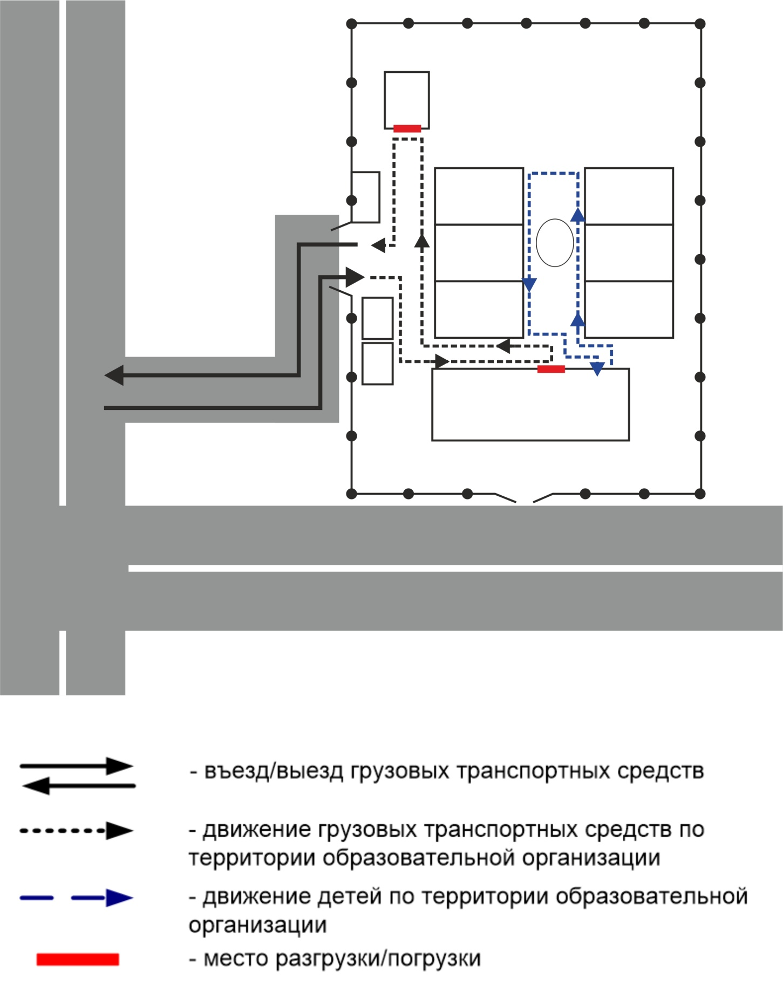 - въезд/выезд грузовых транспортных средств
- движение грузовых транспортных средств по
территории образовательной организации
- движение детей по территории образовательной
организации
- место разгрузки/погрузки